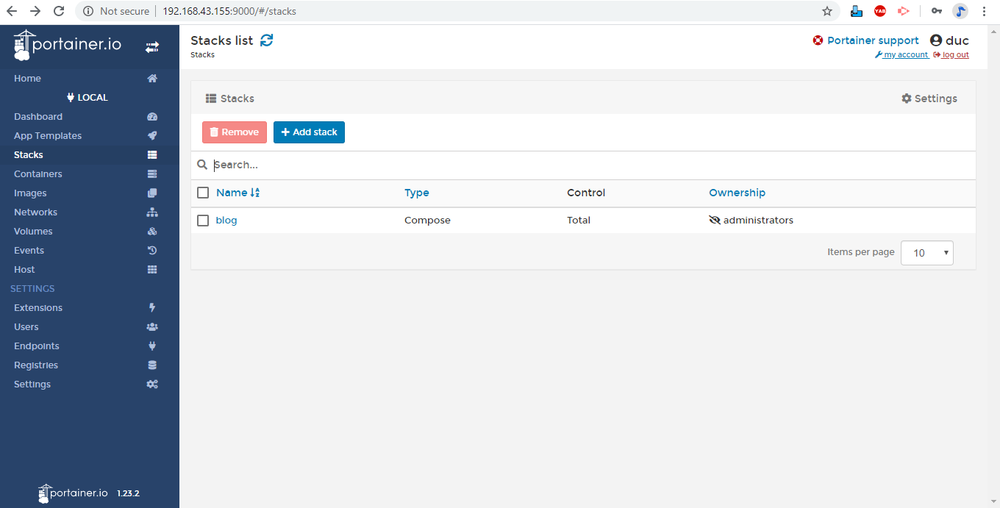 Not secure | 192.168.43.155:9000/#/stacks
YAB
portainer.io
Home
LOCAL
Dashboard
App Templates
Stacks
Containers
Images
Networks
Volumes
Events
Host
SETTINGS
Extensions
Users
Endpoints
Registries
Settings
portainer.io 1.23.2
Stacks list
Stacks
Portainer support duc
my account log out
Stacks Settings
Remove + Add stack
Search...
Name Type Control Ownership
blog Compose Total administrators
Items per page 10